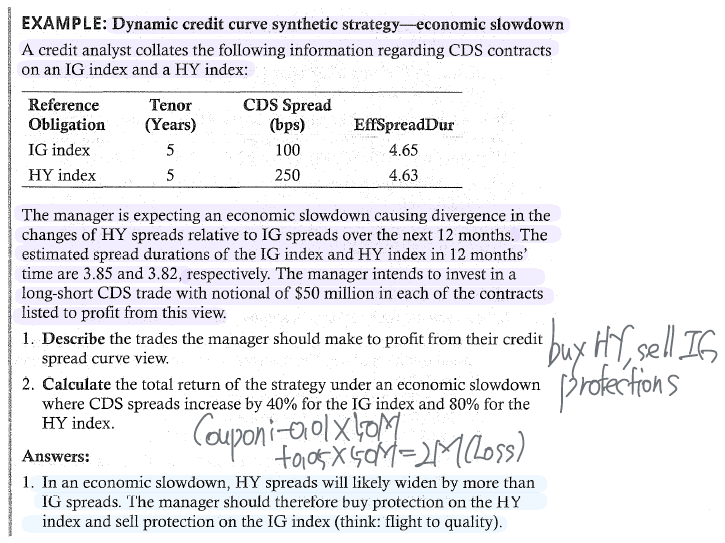 EXAMPLE: Dynamic credit curve synthetic strategy—economic slowdown
A credit analyst collates the following information regarding CDS contracts
on an IG index and a HY index:
Reference Obligation Tenor (Years) CDS Spread (bps) EffSpreadDur
IG index 5 100 4.65
HY index 5 250 4.63
The manager is expecting an economic slowdown causing divergence in the
changes of HY spreads relative to IG spreads over the next 12 months. The
estimated spread durations of the IG index and HY index in 12 months'
time are 3.85 and 3.82, respectively. The manager intends to invest in a
long-short CDS trade with notional of $50 million in each of the contracts
listed to profit from this view.
1. Describe the trades the manager should make to profit from their credit
spread curve view.
buy HY, sell IG
protections
2. Calculate the total return of the strategy under an economic slowdown
where CDS spreads increase by 40% for the IG index and 80% for the
HY index.
Coupon: -0.01 X 50M
+0.05 X 50M = 2M (Loss)
Answers:
1. In an economic slowdown, HY spreads will likely widen by more than
IG spreads. The manager should therefore buy protection on the HY
index and sell protection on the IG index (think: flight to quality).